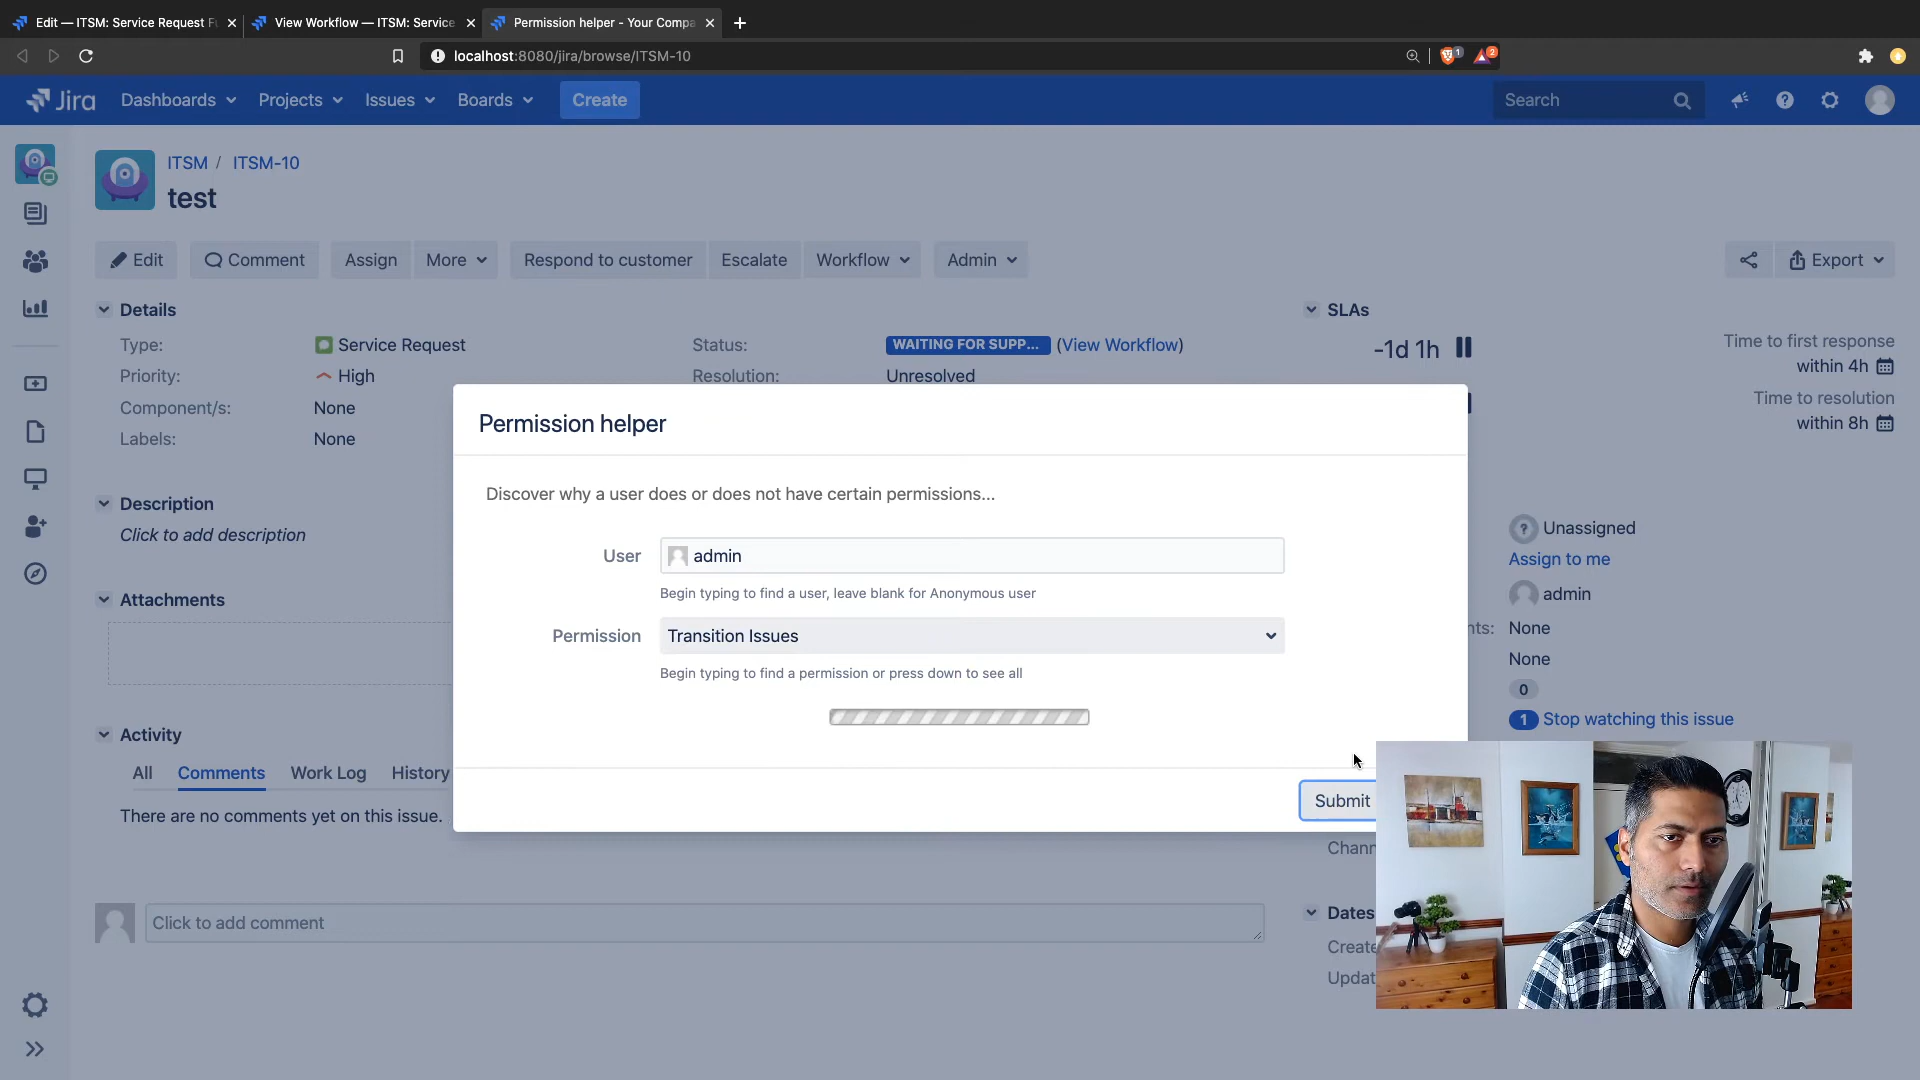 Edit — ITSM: Service Request F
View Workflow — ITSM: Service
Permission helper - Your Compa
localhost:8080/jira/browse/ITSM-10
1
2
Jira
Dashboards
Projects
Issues
Boards
Create
Search
ITSM / ITSM-10
test
Edit
Comment
Assign
More
Respond to customer
Escalate
Workflow
Admin
Export
Details
Type: Service Request
Status: WAITING FOR SUPP... (View Workflow)
Priority: High
Resolution: Unresolved
Component/s: None
Labels: None
SLAs
-1d 1h
Time to first response
within 4h
Time to resolution
within 8h
Description
Click to add description
Attachments
Permission helper
Discover why a user does or does not have certain permissions...
User admin
Begin typing to find a user, leave blank for Anonymous user
Permission Transition Issues
Begin typing to find a permission or press down to see all
Submit
Unassigned
Assign to me
admin
nts: None
None
0
1 Stop watching this issue
Activity
All
Comments
Work Log
History
There are no comments yet on this issue.
Click to add comment
Chann
Dates
Create
Updat